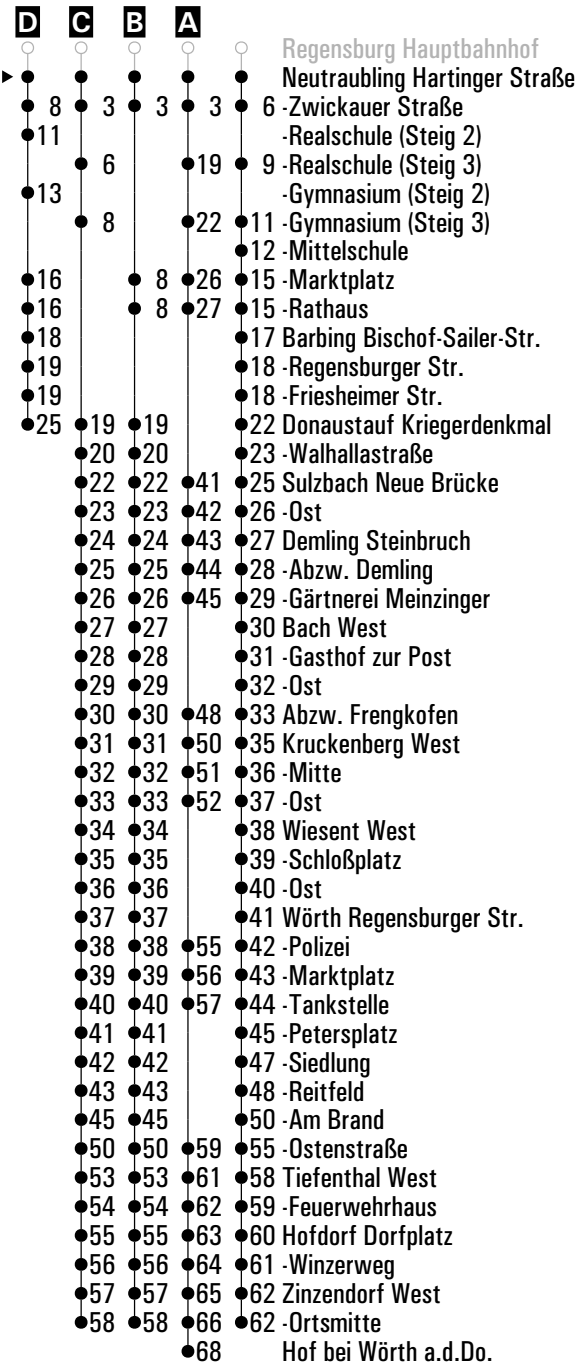 D C B A
Regensburg Hauptbahnhof
Neutraubling Hartinger Straße
8 3 3 3 6 -Zwickauer Straße
11 -Realschule (Steig 2)
6 19 9 -Realschule (Steig 3)
13 -Gymnasium (Steig 2)
8 22 11 -Gymnasium (Steig 3)
12 -Mittelschule
16 8 26 15 -Marktplatz
16 8 27 15 -Rathaus
18 17 Barbing Bischof-Sailer-Str.
19 18 -Regensburger Str.
19 18 -Friesheimer Str.
25 19 19 22 Donaustauf Kriegerdenkmal
20 20 23 -Walhallastraße
22 22 41 25 Sulzbach Neue Brücke
23 23 42 26 -Ost
24 24 43 27 Demling Steinbruch
25 25 44 28 -Abzw. Demling
26 26 45 29 -Gärtnerei Meinzinger
27 27 30 Bach West
28 28 31 -Gasthof zur Post
29 29 32 -Ost
30 30 48 33 Abzw. Frengkofen
31 31 50 35 Kruckenberg West
32 32 51 36 -Mitte
33 33 52 37 -Ost
34 34 38 Wiesent West
35 35 39 -Schloßplatz
36 36 40 -Ost
37 37 41 Wörth Regensburger Str.
38 38 55 42 -Polizei
39 39 56 43 -Marktplatz
40 40 57 44 -Tankstelle
41 41 45 -Petersplatz
42 42 47 -Siedlung
43 43 48 -Reitfeld
45 45 50 -Am Brand
50 50 59 55 -Ostenstraße
53 53 61 58 Tiefenthal West
54 54 62 59 -Feuerwehrhaus
55 55 63 60 Hofdorf Dorfplatz
56 56 64 61 -Winzerweg
57 57 65 62 Zinzendorf West
58 58 66 62 -Ortsmitte
68 Hof bei Wörth a.d.Do.